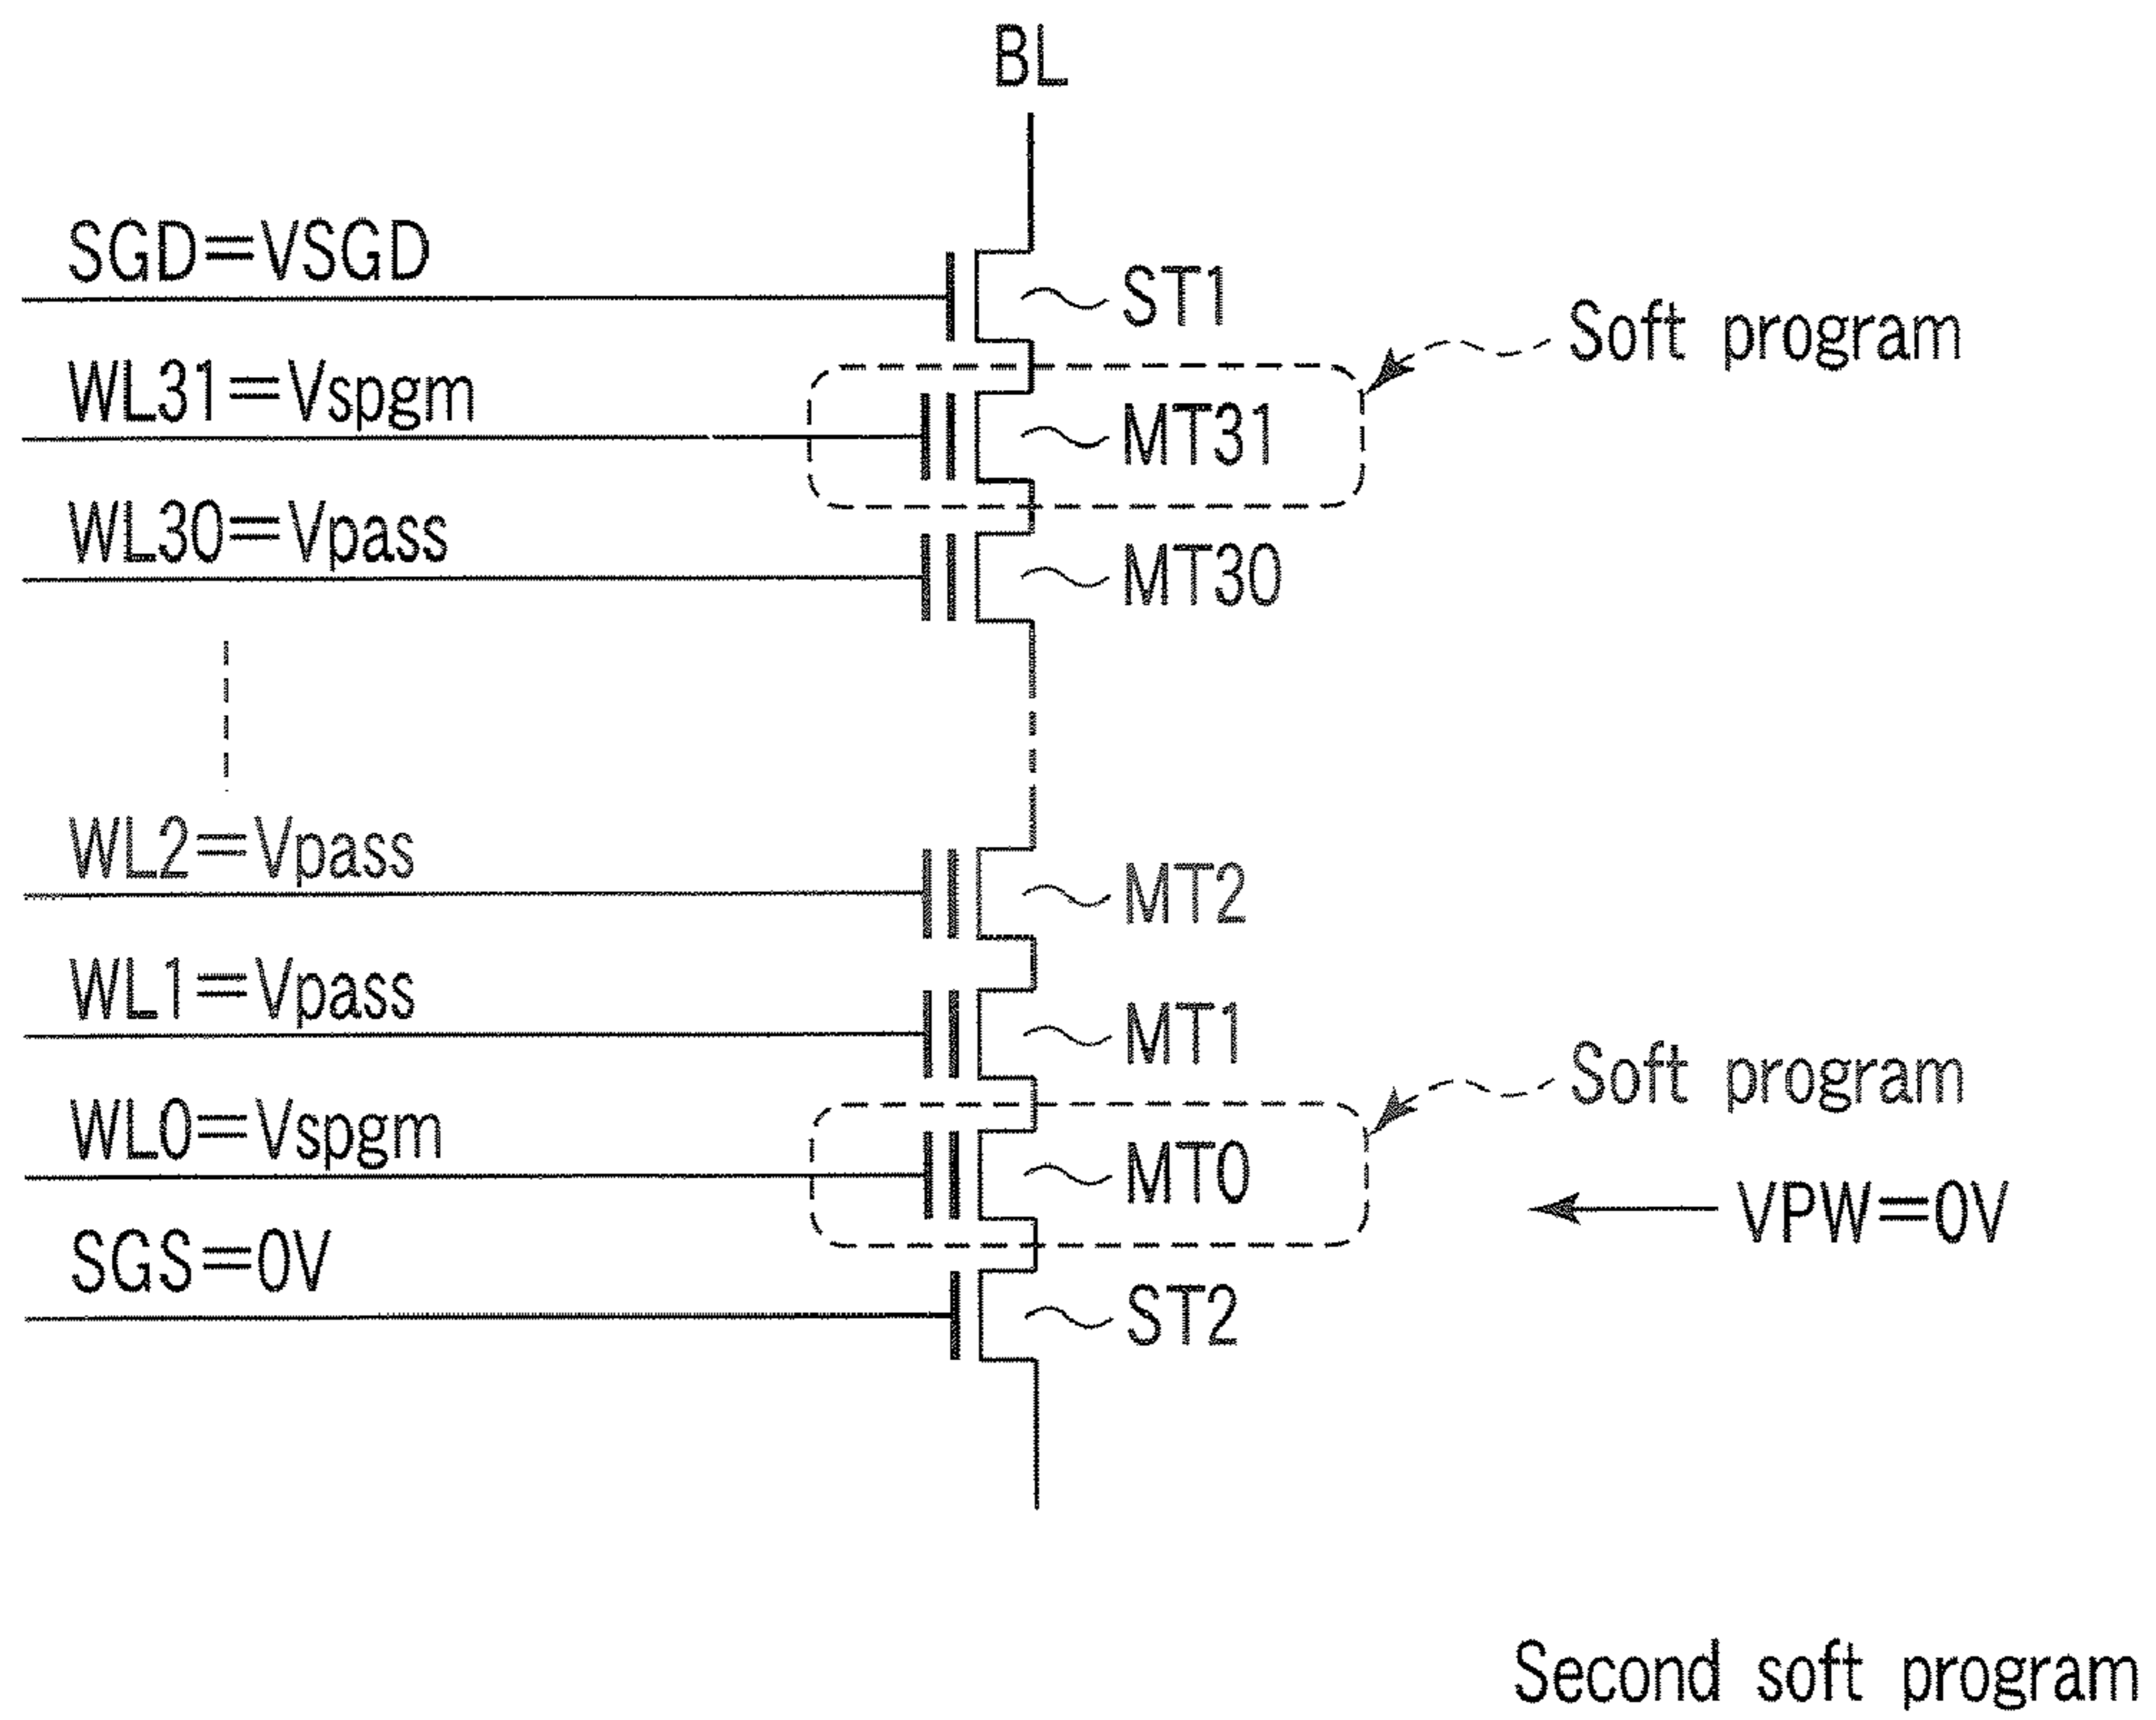 BL
SGD=VSGD
ST1
Soft program
WL31=Vspgm
MT31
WL30=Vpass
MT30
WL2=Vpass
MT2
WL1=Vpass
MT1
Soft program
WL0=Vspgm
MT0
VPW=0V
SGS=0V
ST2
Second soft program